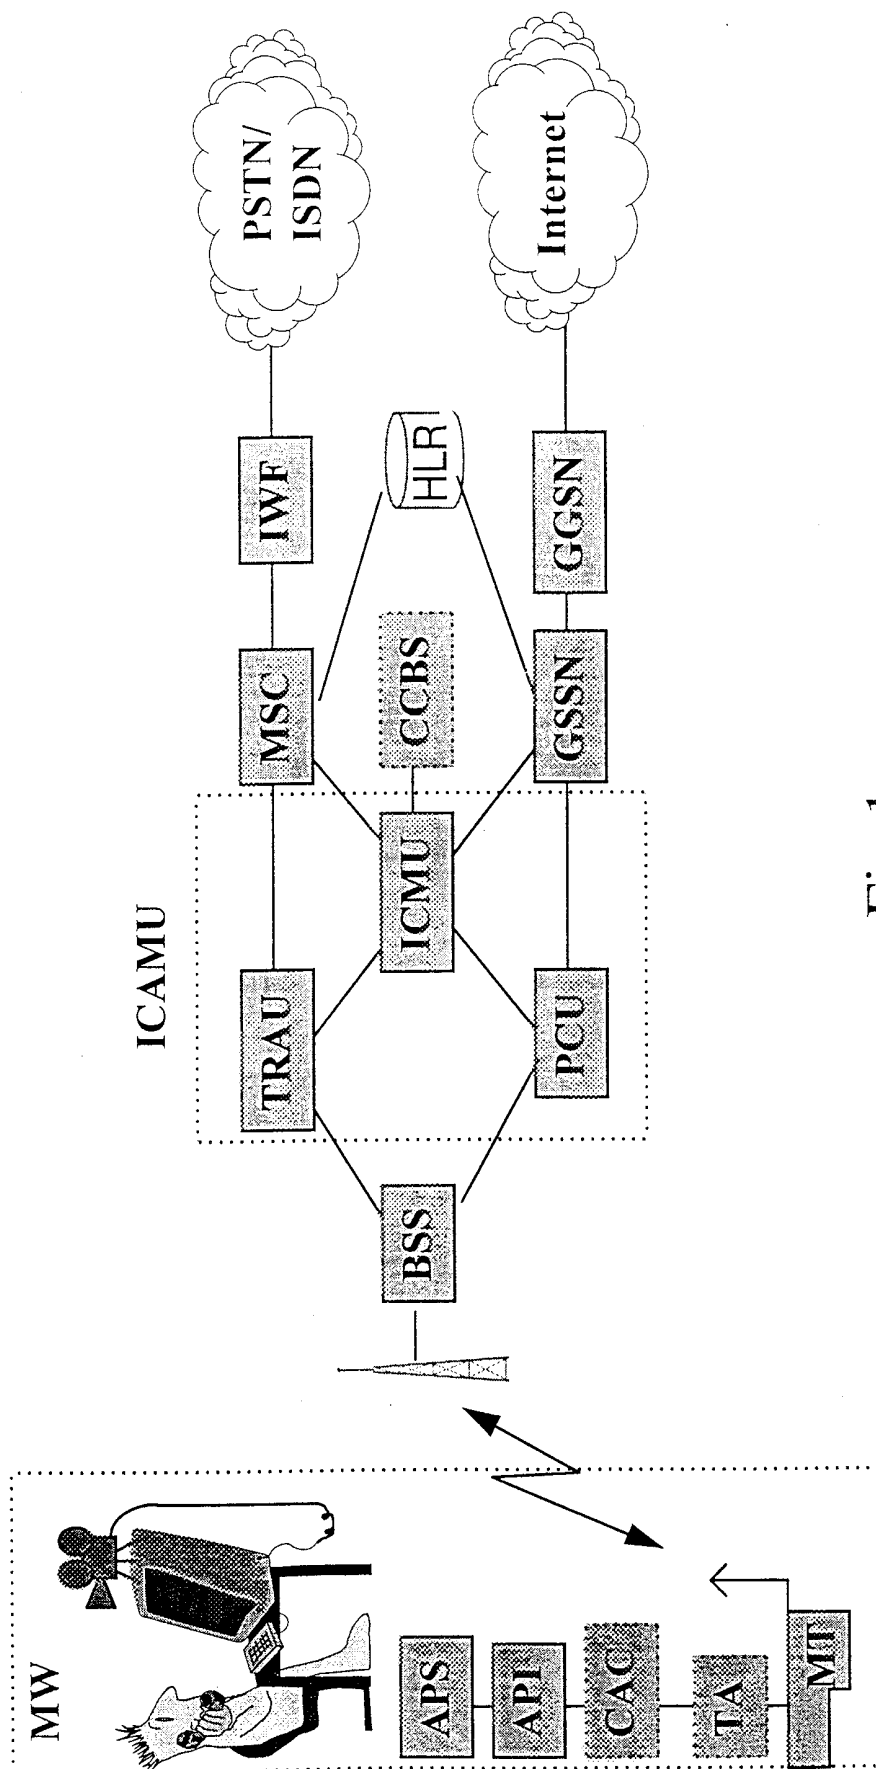 MW
APS
API
CAC
TA
MT
BSS
ICAMU
TRAU
PCU
ICMU
MSC
CCBS
GSSN
IWF
HLR
GGSN
PSTN/
ISDN
Internet